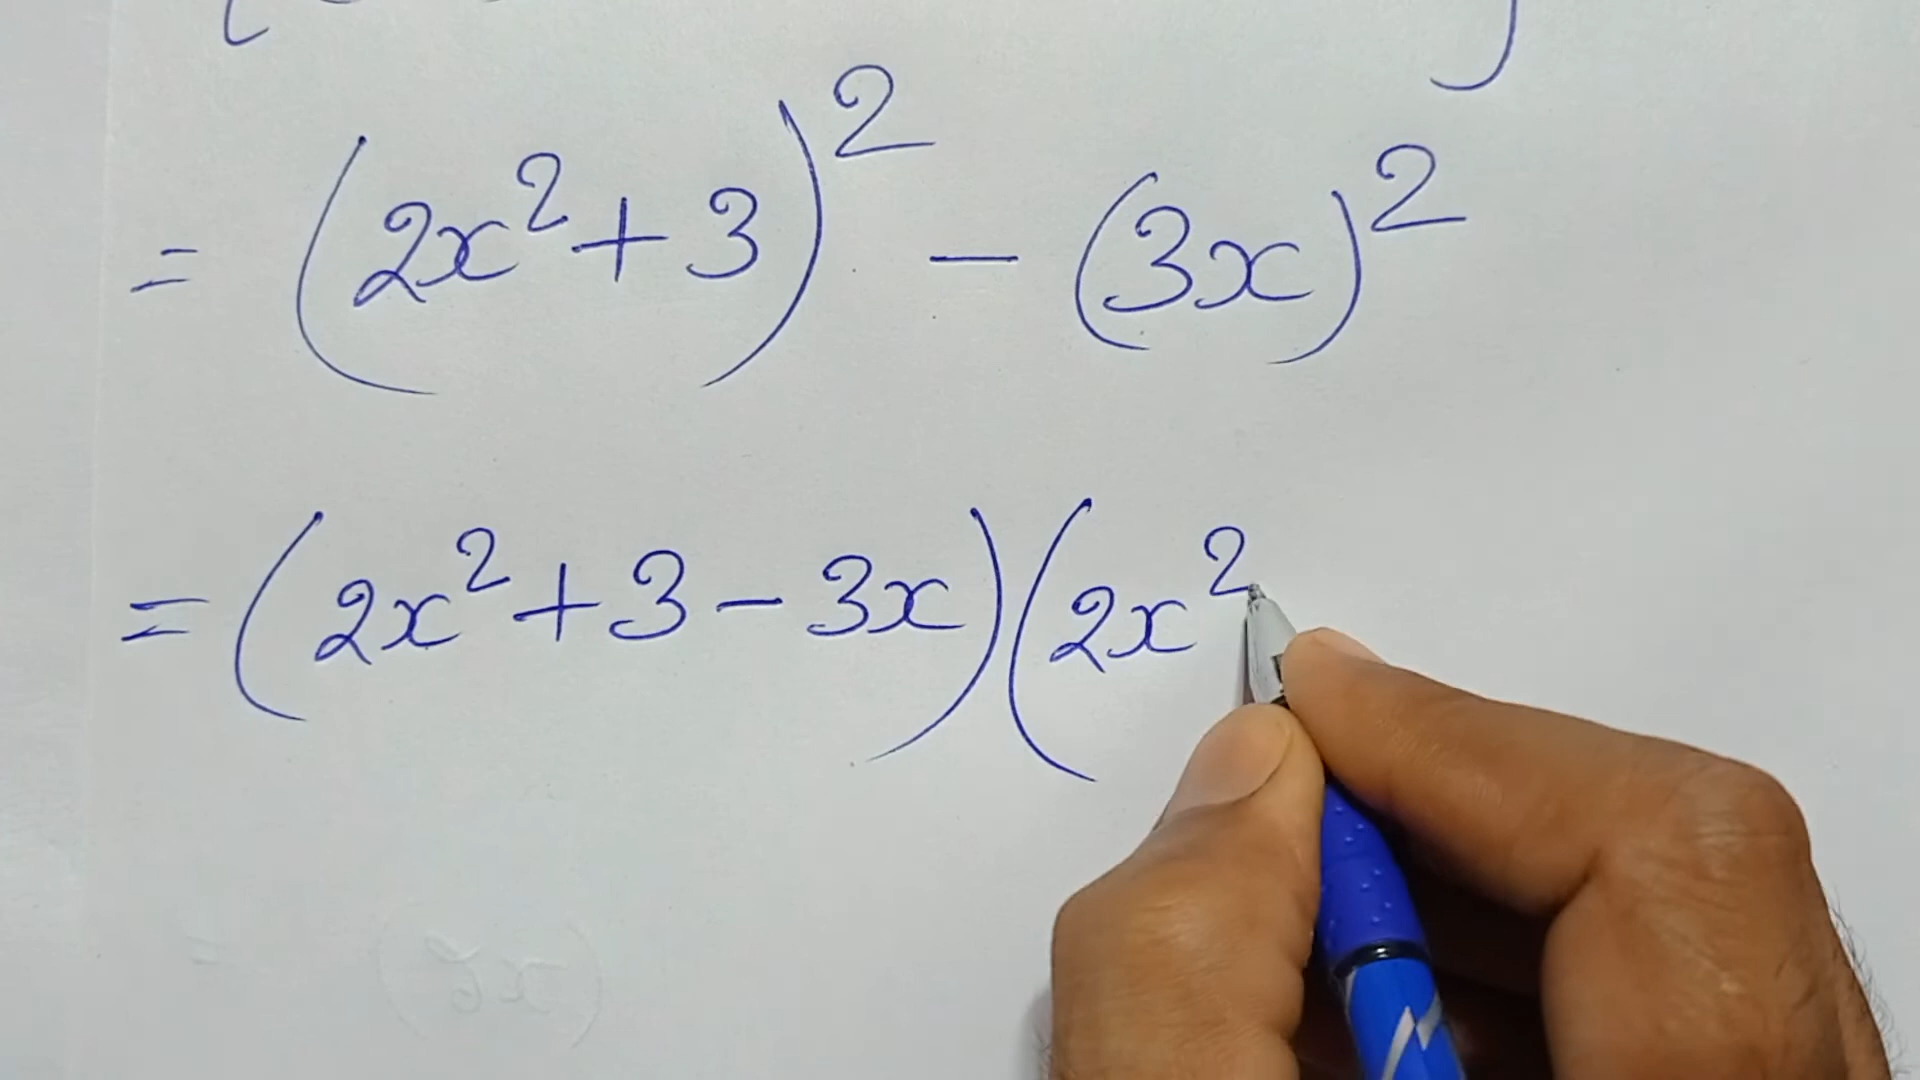 = (2x² + 3)² - (3x)²
= (2x² + 3 - 3x)(2x²